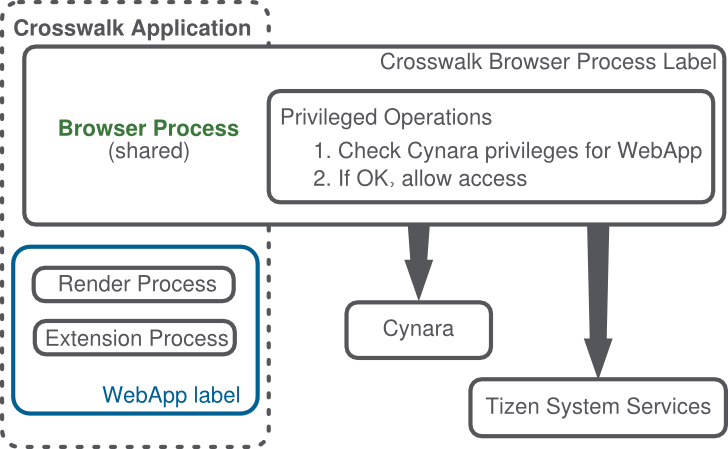 Crosswalk Application
Crosswalk Browser Process Label
Browser Process
(shared)
Privileged Operations
1. Check Cynara privileges for WebApp
2. If OK, allow access
Render Process
Extension Process
WebApp label
Cynara
Tizen System Services